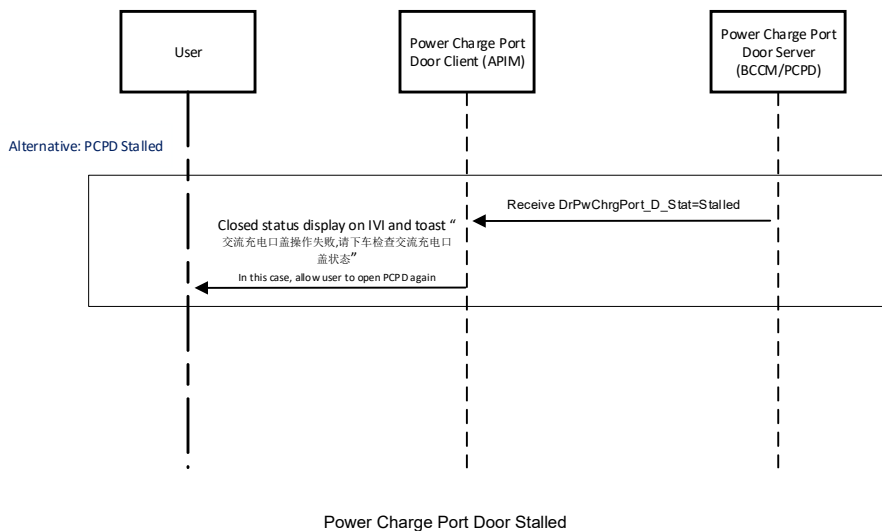 User
Power Charge Port
Door Client (APIM)
Power Charge Port
Door Server
(BCCM/PCPD)
Alternative: PCPD Stalled
Receive DrPwChrgPort_D_Stat=Stalled
Closed status display on IVI and toast “
交流充电口盖操作失败,请下车检查交流充电口
盖状态”
In this case, allow user to open PCPD again
Power Charge Port Door Stalled